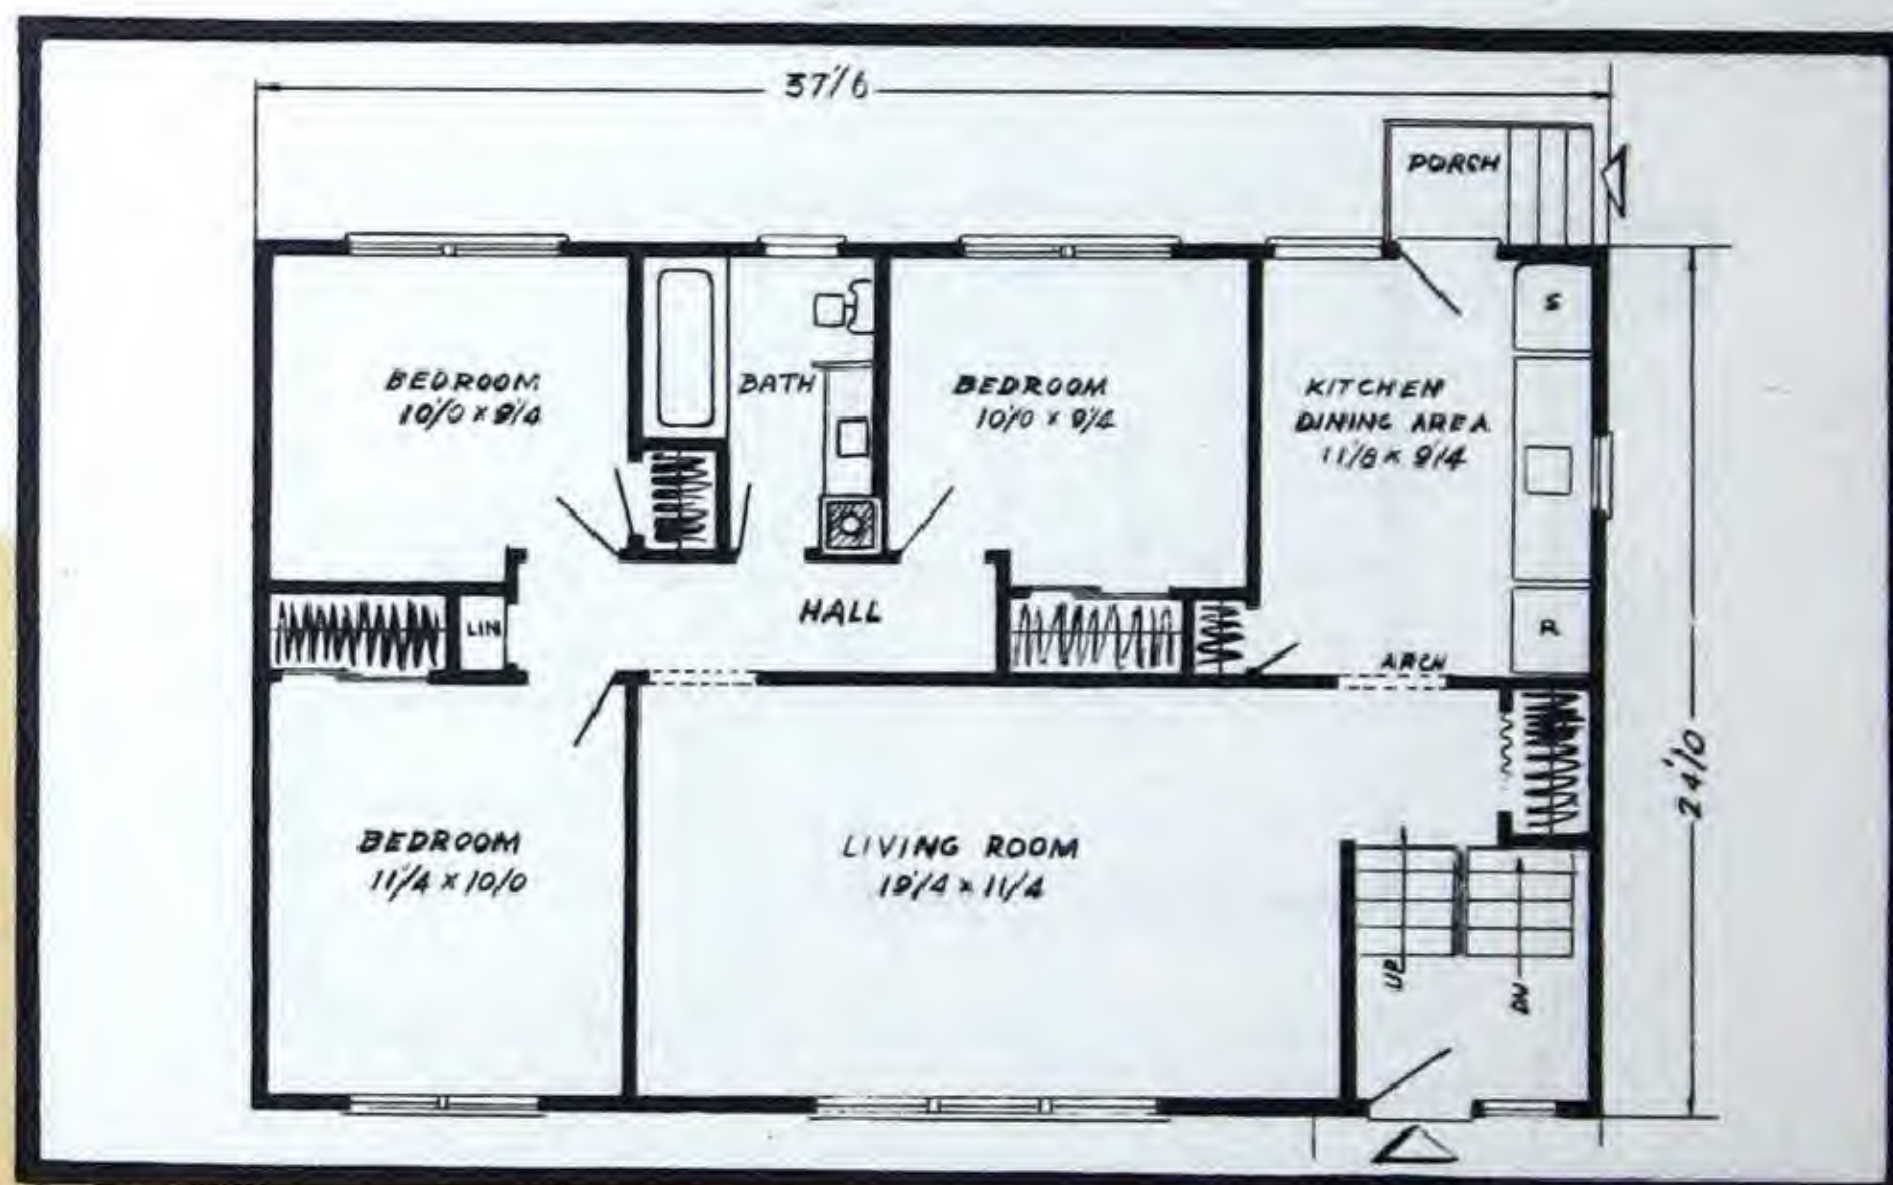 37'/6
PORCH
S
BEDROOM
10'/0 x 9'/4
BATH
BEDROOM
10'/0 x 9'/4
KITCHEN
DINING AREA
11'/8 x 9'/4
LIN
HALL
R
ARCH
24'/0
BEDROOM
11'/4 x 10'/0
LIVING ROOM
19'/4 x 11'/4
UP
DN